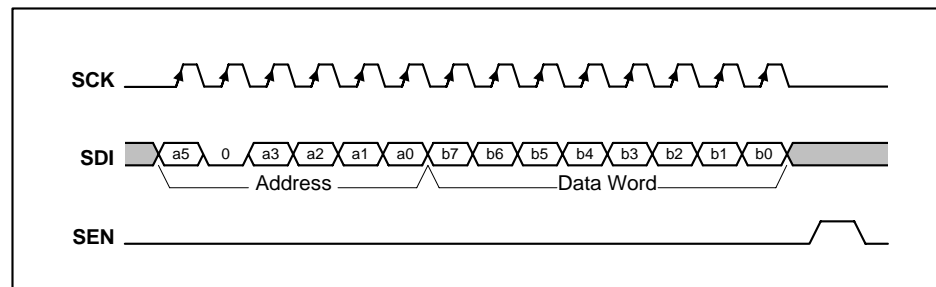 SCK
SDI a5 0 a3 a2 a1 a0 b7 b6 b5 b4 b3 b2 b1 b0
Address Data Word
SEN